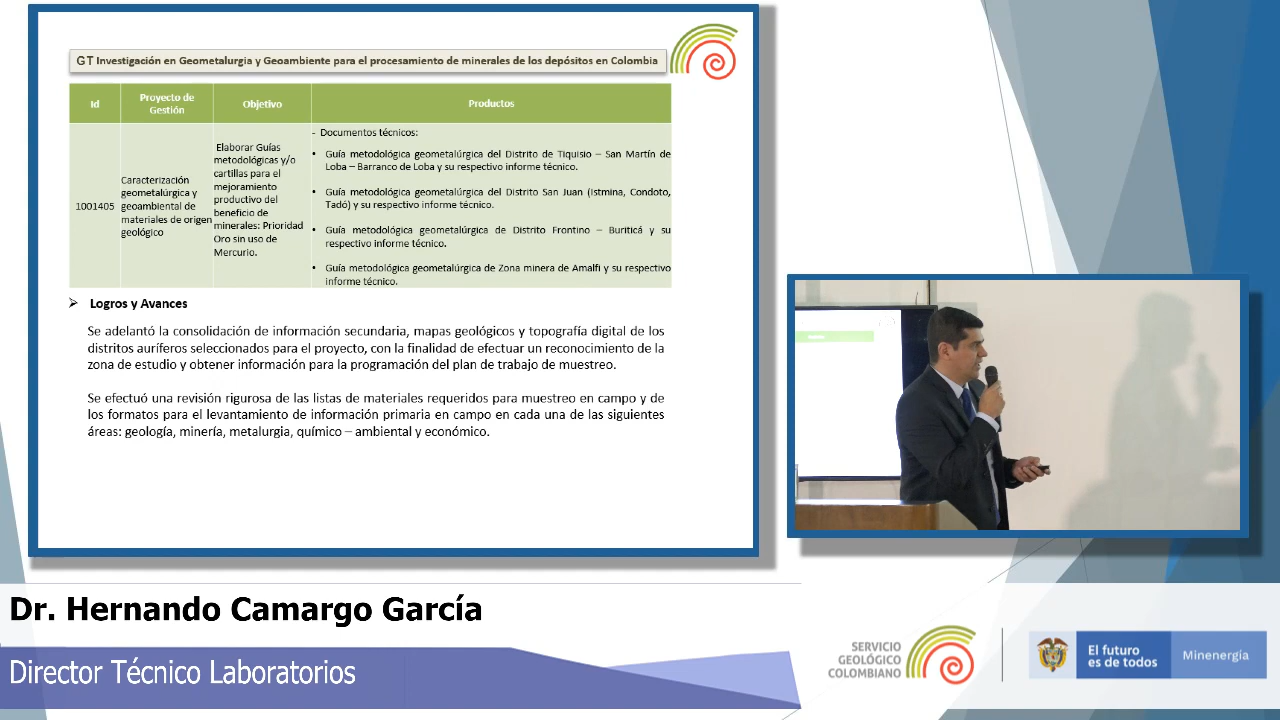 GT Investigación en Geometalurgia y Geoambiente para el procesamiento de minerales de los depósitos en Colombia
Id
Proyecto de
Gestión
Objetivo
Productos
1001405
Caracterización
geometalúrgica y
geoambiental de
materiales de origen
geológico
Elaborar Guías
metodológicas y/o
cartillas para el
mejoramiento
productivo del
beneficio de
minerales: Prioridad
Oro sin uso de
Mercurio.
- Documentos técnicos:
• Guía metodológica geometalúrgica del Distrito de Tiquisio – San Martín de
Loba – Barranco de Loba y su respectivo informe técnico.
• Guía metodológica geometalúrgica del Distrito San Juan (Istmina, Condoto,
Tadó) y su respectivo informe técnico.
• Guía metodológica geometalúrgica de Distrito Frontino – Buriticá y su
respectivo informe técnico.
• Guía metodológica geometalúrgica de Zona minera de Amalfi y su respectivo
informe técnico.
➢ Logros y Avances
Se adelantó la consolidación de información secundaria, mapas geológicos y topografía digital de los
distritos auríferos seleccionados para el proyecto, con la finalidad de efectuar un reconocimiento de la
zona de estudio y obtener información para la programación del plan de trabajo de muestreo.
Se efectuó una revisión rigurosa de las listas de materiales requeridos para muestreo en campo y de
los formatos para el levantamiento de información primaria en campo en cada una de las siguientes
áreas: geología, minería, metalurgia, químico – ambiental y económico.
Dr. Hernando Camargo García
Director Técnico Laboratorios
SERVICIO
GEOLÓGICO
COLOMBIANO
El futuro
es de todos
Minenergía